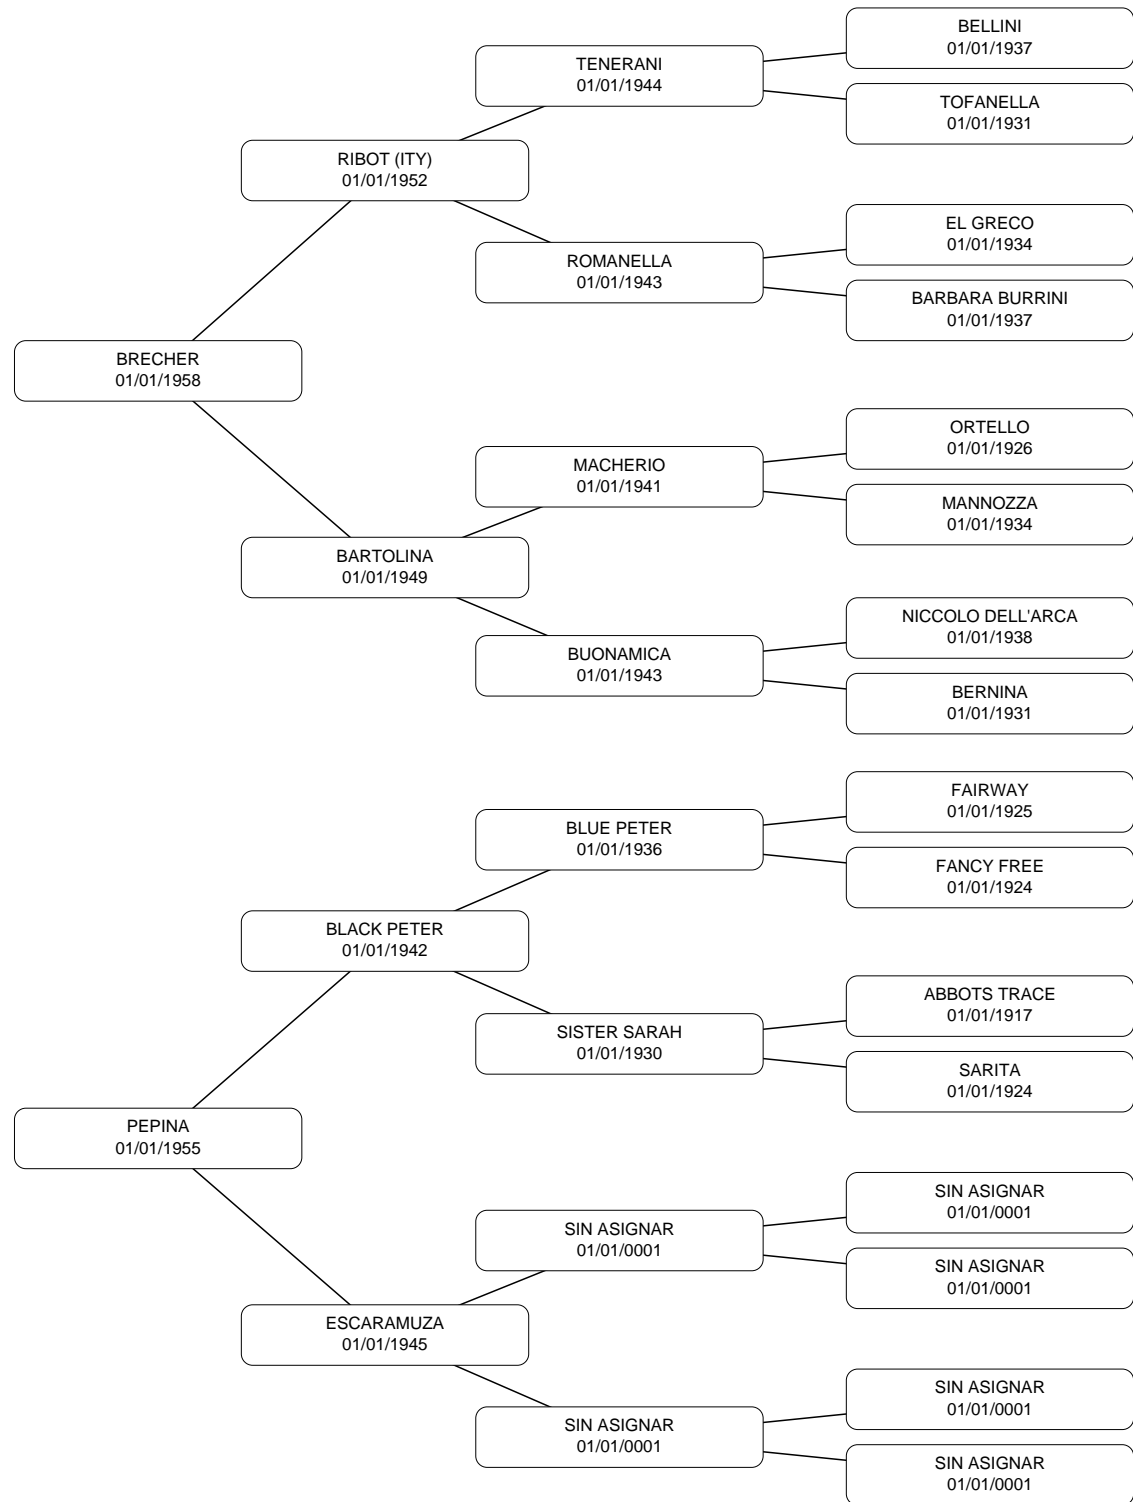 BELLINI
01/01/1937
TENERANI
01/01/1944
TOFANELLA
01/01/1931
RIBOT (ITY)
01/01/1952
EL GRECO
01/01/1934
ROMANELLA
01/01/1943
BARBARA BURRINI
01/01/1937
BRECHER
01/01/1958
ORTELLO
01/01/1926
MACHERIO
01/01/1941
MANNOZZA
01/01/1934
BARTOLINA
01/01/1949
NICCOLO DELL'ARCA
01/01/1938
BUONAMICA
01/01/1943
BERNINA
01/01/1931
FAIRWAY
01/01/1925
BLUE PETER
01/01/1936
FANCY FREE
01/01/1924
BLACK PETER
01/01/1942
ABBOTS TRACE
01/01/1917
SISTER SARAH
01/01/1930
SARITA
01/01/1924
PEPINA
01/01/1955
SIN ASIGNAR
01/01/0001
SIN ASIGNAR
01/01/0001
SIN ASIGNAR
01/01/0001
ESCARAMUZA
01/01/1945
SIN ASIGNAR
01/01/0001
SIN ASIGNAR
01/01/0001
SIN ASIGNAR
01/01/0001